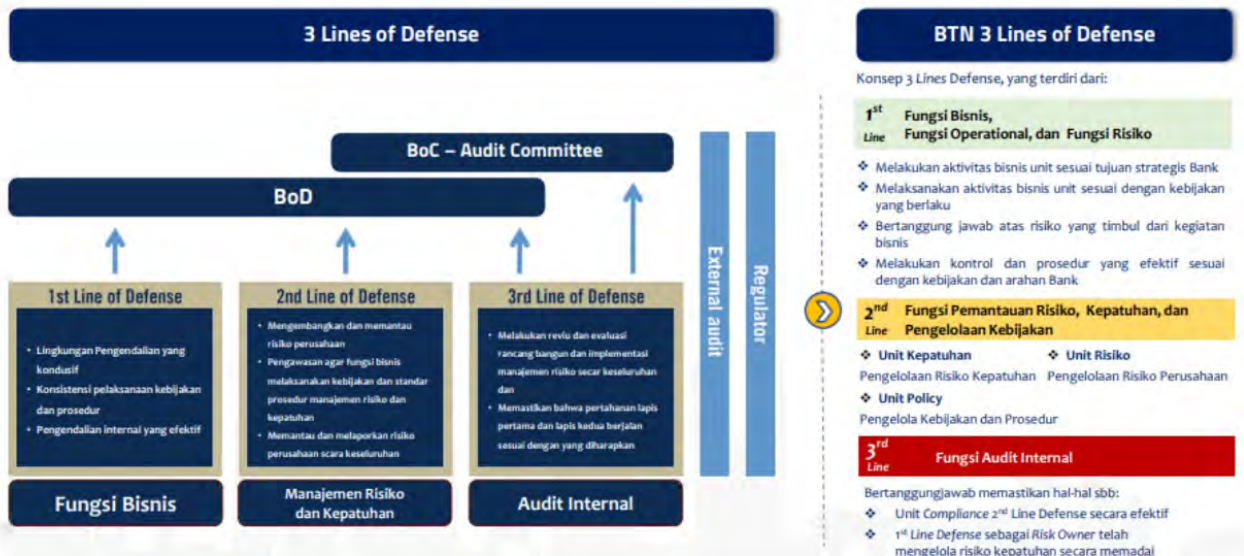 3 Lines of Defense
BoC – Audit Committee
BoD
External audit
Regulator
1st Line of Defense
• Lingkungan Pengendalian yang
kondusif
• Konsistensi pelaksanaan kebijakan
dan prosedur
• Pengendalian internal yang efektif
Fungsi Bisnis
2nd Line of Defense
• Mengembangkan dan memantau
risiko perusahaan
• Pengawasan agar fungsi bisnis
melaksanakan kebijakan dan standar
prosedur manajemen risiko dan
kepatuhan
• Memantau dan melaporkan risiko
perusahaan scara keseluruhan
Manajemen Risiko
dan Kepatuhan
3rd Line of Defense
• Melakukan reviu dan evaluasi
rancang bangun dan implementasi
manajemen risiko secar keseluruhan
dan
• Memastikan bahwa pertahanan lapis
pertama dan lapis kedua berjalan
sesuai dengan yang diharapkan
Audit Internal
BTN 3 Lines of Defense
Konsep 3 Lines Defense, yang terdiri dari:
1st Line Fungsi Bisnis,
Fungsi Operational, dan Fungsi Risiko
❖ Melakukan aktivitas bisnis unit sesuai tujuan strategis Bank
❖ Melaksanakan aktivitas bisnis unit sesuai dengan kebijakan
yang berlaku
❖ Bertanggung jawab atas risiko yang timbul dari kegiatan
bisnis
❖ Melakukan kontrol dan prosedur yang efektif sesuai
dengan kebijakan dan arahan Bank
2nd Line Fungsi Pemantauan Risiko, Kepatuhan, dan
Pengelolaan Kebijakan
❖ Unit Kepatuhan ❖ Unit Risiko
Pengelolaan Risiko Kepatuhan Pengelolaan Risiko Perusahaan
❖ Unit Policy
Pengelola Kebijakan dan Prosedur
3rd Line Fungsi Audit Internal
Bertanggungjawab memastikan hal-hal sbb:
❖ Unit Compliance 2nd Line Defense secara efektif
❖ 1st Line Defense sebagai Risk Owner telah
mengelola risiko kepatuhan secara memadai